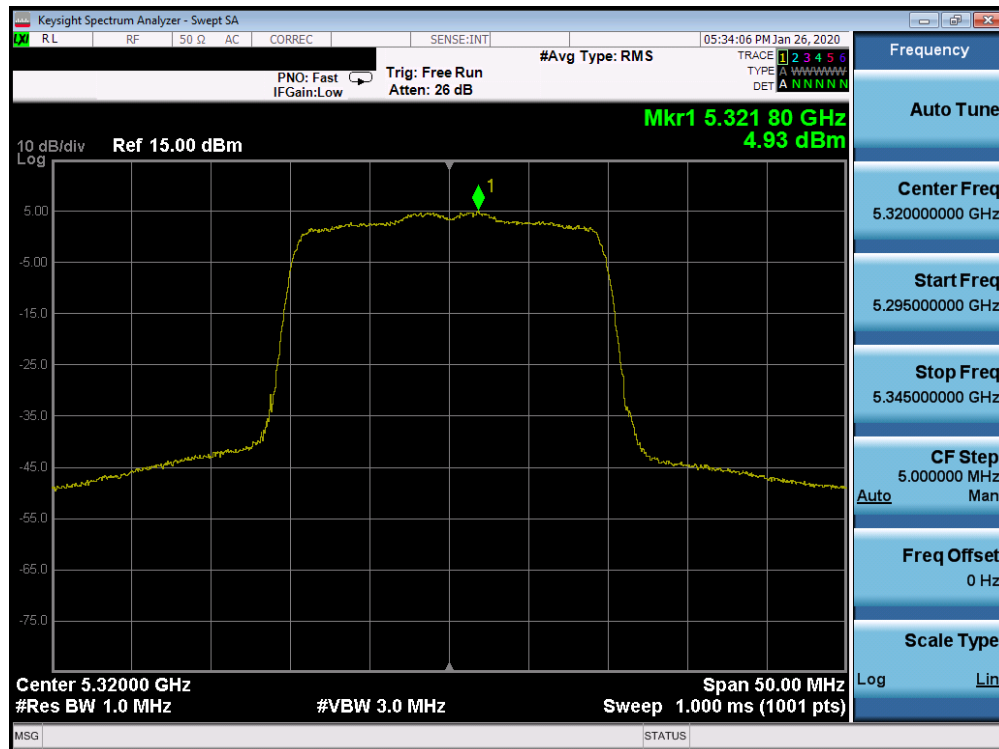 Keysight Spectrum Analyzer - Swept SA
LXI RL RF 50 Ω AC CORREC SENSE:INT 05:34:06 PM Jan 26, 2020
#Avg Type: RMS
TRACE 1 2 3 4 5 6
PNO: Fast Trig: Free Run TYPE A WWWWW
IFGain:Low Atten: 26 dB DET A N N N N N
Mkr1 5.321 80 GHz
4.93 dBm
10 dB/div Ref 15.00 dBm
Log
1
5.00
-5.00
-15.0
-25.0
-35.0
-45.0
-55.0
-65.0
-75.0
Center 5.32000 GHz Span 50.00 MHz
#Res BW 1.0 MHz #VBW 3.0 MHz Sweep 1.000 ms (1001 pts)
MSG STATUS
Frequency
Auto Tune
Center Freq
5.320000000 GHz
Start Freq
5.295000000 GHz
Stop Freq
5.345000000 GHz
CF Step
5.000000 MHz
Auto Man
Freq Offset
0 Hz
Scale Type
Log Lin